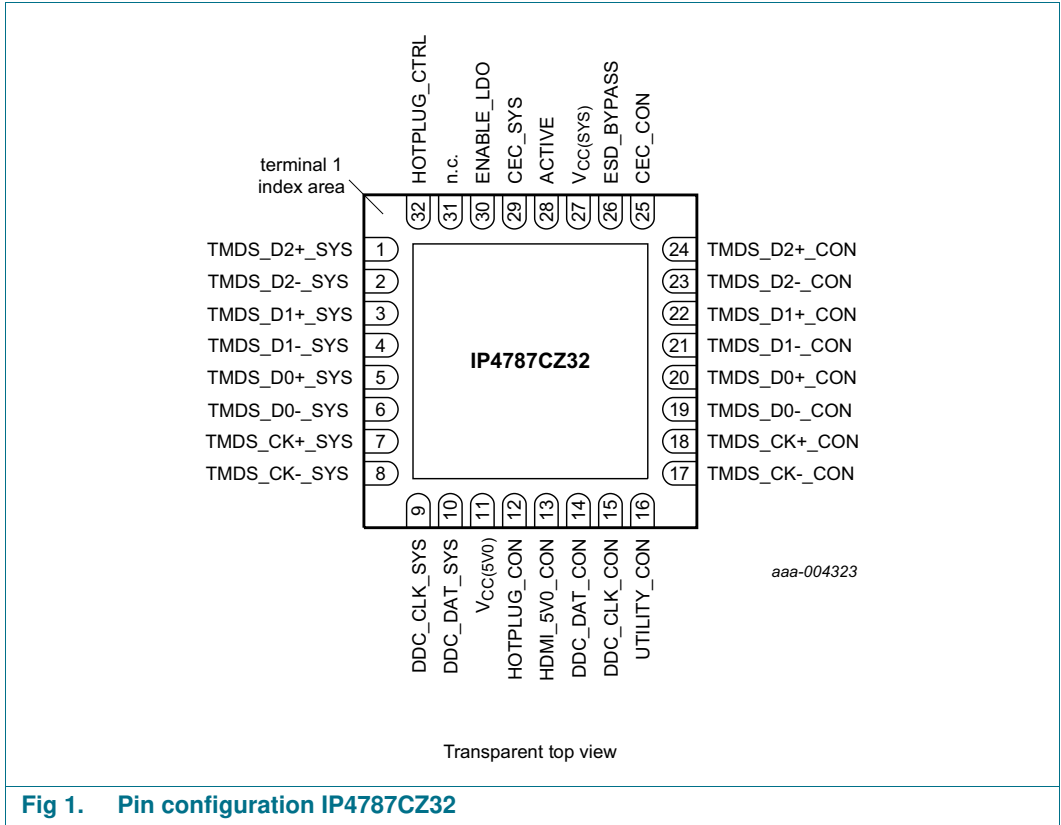 HOTPLUG_CTRL
n.c.
ENABLE_LDO
CEC_SYS
ACTIVE
VCC(SYS)
ESD_BYPASS
CEC_CON
terminal 1
index area
32
31
30
29
28
27
26
25
TMDS_D2+_SYS 1
TMDS_D2-_SYS 2
TMDS_D1+_SYS 3
TMDS_D1-_SYS 4
TMDS_D0+_SYS 5
TMDS_D0-_SYS 6
TMDS_CK+_SYS 7
TMDS_CK-_SYS 8
IP4787CZ32
24 TMDS_D2+_CON
23 TMDS_D2-_CON
22 TMDS_D1+_CON
21 TMDS_D1-_CON
20 TMDS_D0+_CON
19 TMDS_D0-_CON
18 TMDS_CK+_CON
17 TMDS_CK-_CON
9
10
11
12
13
14
15
16
DDC_CLK_SYS
DDC_DAT_SYS
VCC(5V0)
HOTPLUG_CON
HDMI_5V0_CON
DDC_DAT_CON
DDC_CLK_CON
UTILITY_CON
aaa-004323
Transparent top view
Fig 1. Pin configuration IP4787CZ32